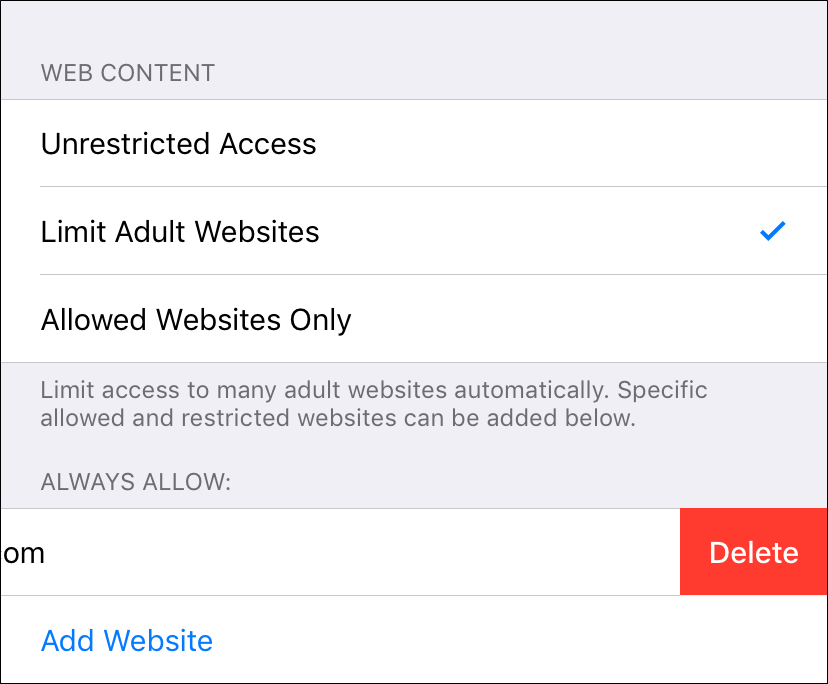 WEB CONTENT
Unrestricted Access
Limit Adult Websites
Allowed Websites Only
Limit access to many adult websites automatically. Specific
allowed and restricted websites can be added below.
ALWAYS ALLOW:
om Delete
Add Website